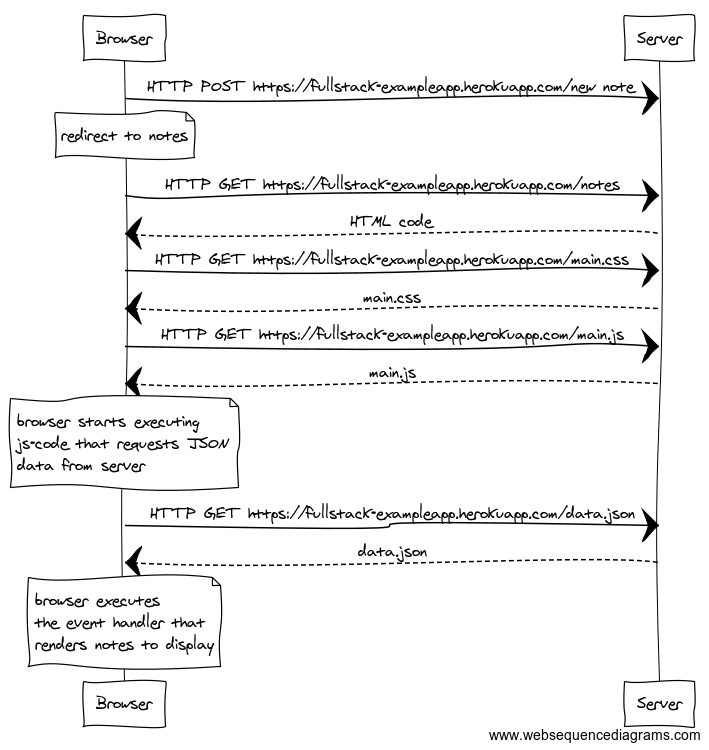 Browser
Server
HTTP POST https://fullstack-exampleapp.herokuapp.com/new note
redirect to notes
HTTP GET https://fullstack-exampleapp.herokuapp.com/notes
HTML code
HTTP GET https://fullstack-exampleapp.herokuapp.com/main.css
main.css
HTTP GET https://fullstack-exampleapp.herokuapp.com/main.js
main.js
browser starts executing
js-code that requests JSON
data from server
HTTP GET https://fullstack-exampleapp.herokuapp.com/data.json
data.json
browser executes
the event handler that
renders notes to display
Browser
Server
www.websequencediagrams.com